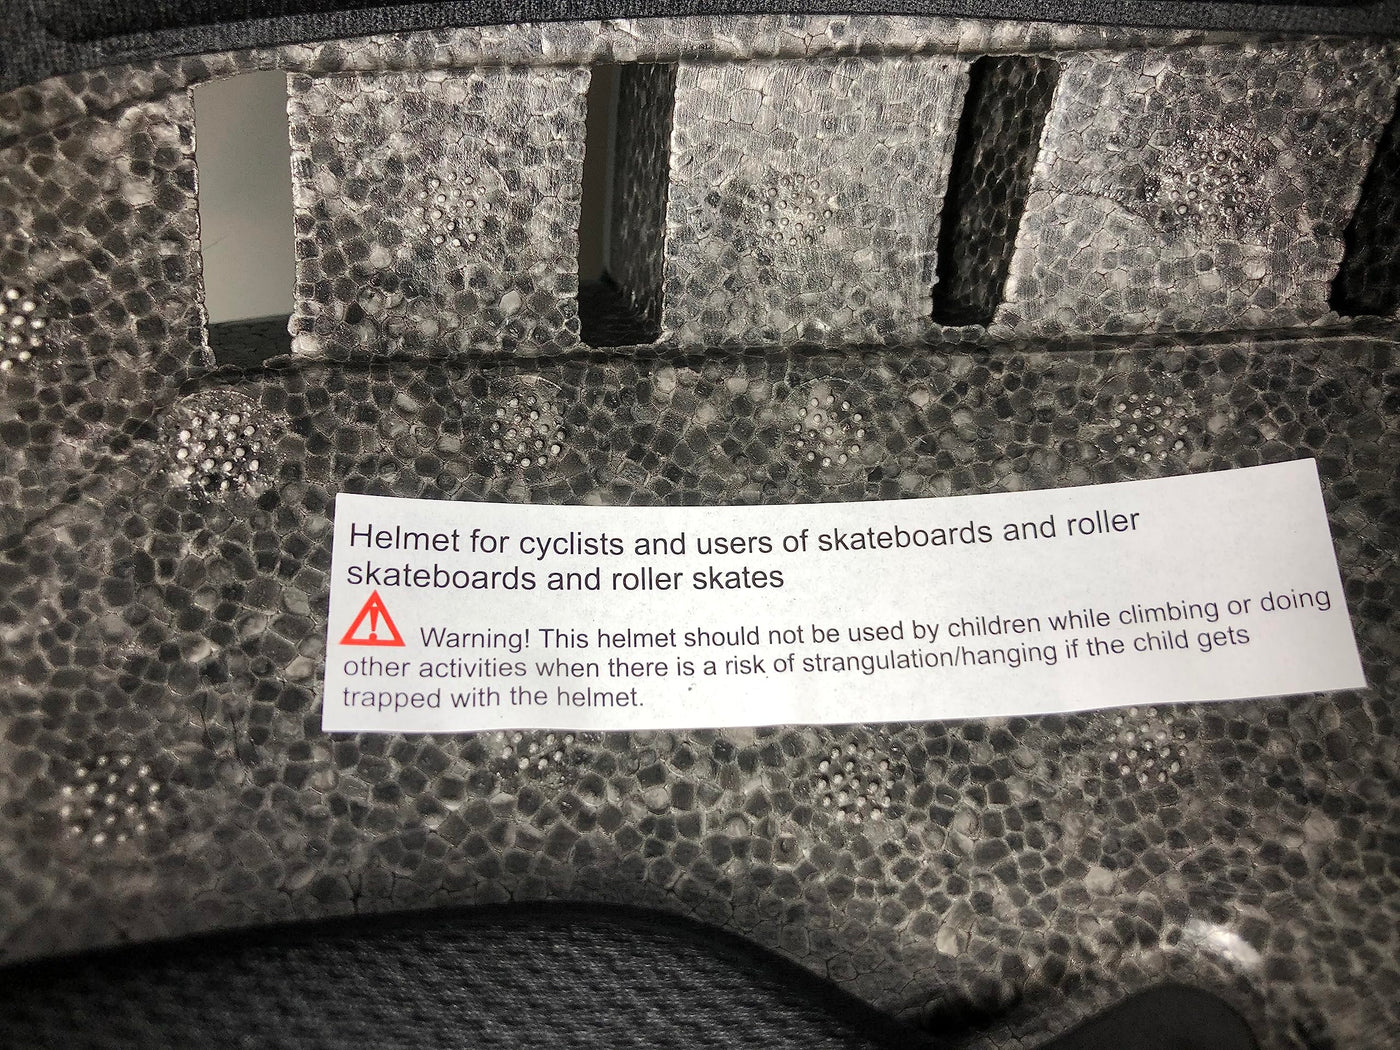 Helmet for cyclists and users of skateboards and roller
skateboards and roller skates
Warning! This helmet should not be used by children while climbing or doing
other activities when there is a risk of strangulation/hanging if the child gets
trapped with the helmet.